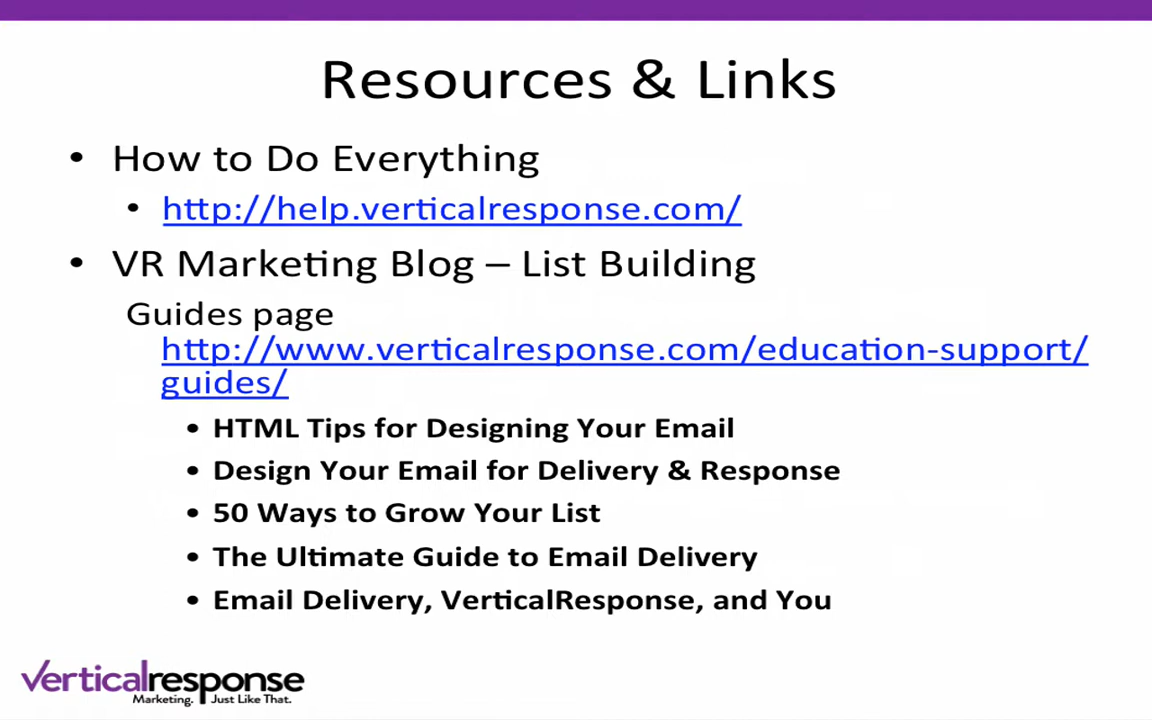 Resources & Links
• How to Do Everything
• http://help.verticalresponse.com/
• VR Marketing Blog – List Building
Guides page
http://www.verticalresponse.com/education-support/
guides/
• HTML Tips for Designing Your Email
• Design Your Email for Delivery & Response
• 50 Ways to Grow Your List
• The Ultimate Guide to Email Delivery
• Email Delivery, VerticalResponse, and You
verticalresponse
Marketing. Just Like That.